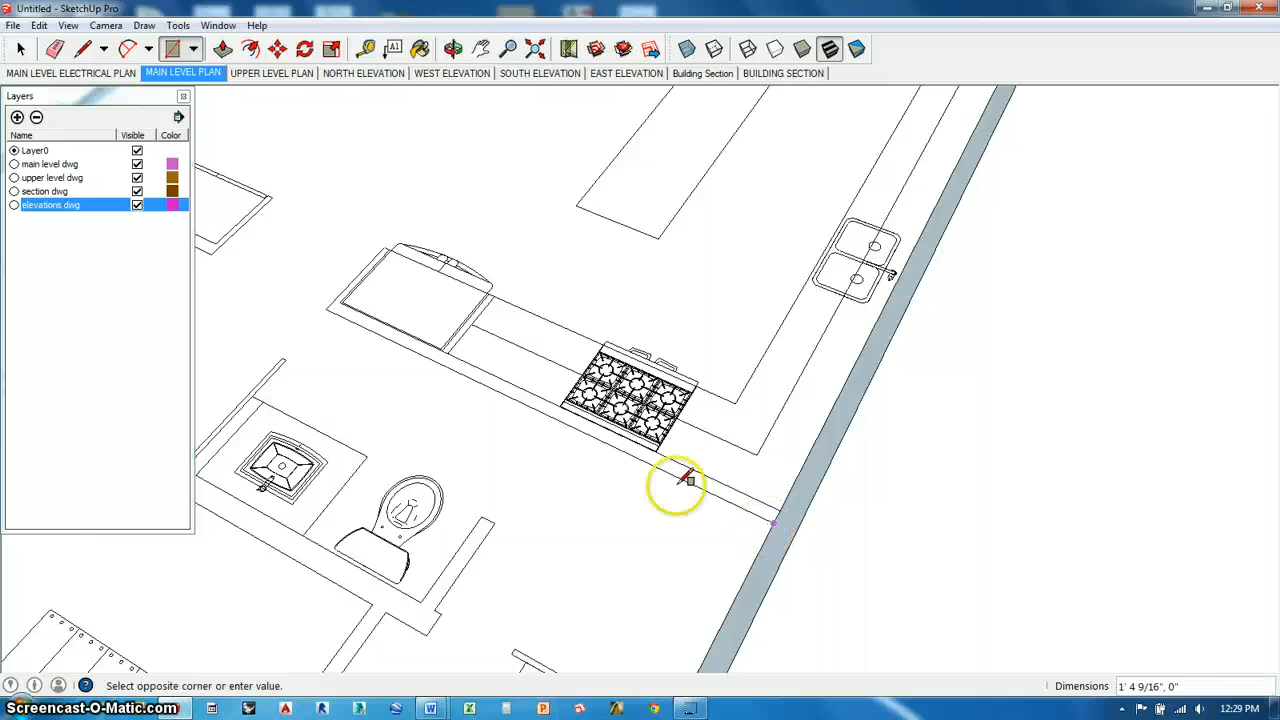 Untitled - SketchUp Pro
File Edit View Camera Draw Tools Window Help
MAIN LEVEL ELECTRICAL PLAN MAIN LEVEL PLAN UPPER LEVEL PLAN NORTH ELEVATION WEST ELEVATION SOUTH ELEVATION EAST ELEVATION Building Section BUILDING SECTION
Layers
Name Visible Color
Layer0
main level dwg
upper level dwg
section dwg
elevations dwg
Select opposite corner or enter value. Dimensions 1' 4 9/16", 0"
Screencast-O-Matic.com 12:29 PM